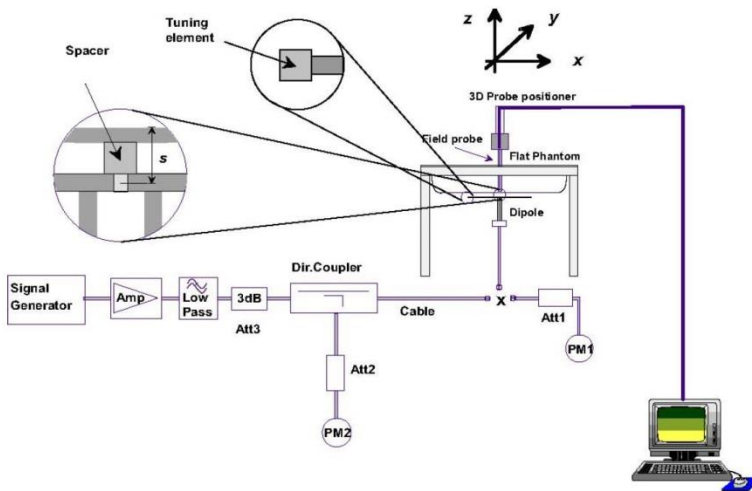 Tuning
element
Spacer
s
z
y
x
3D Probe positioner
Field probe
Flat Phantom
Dipole
Signal
Generator
Amp
Low
Pass
3dB
Att3
Dir.Coupler
Cable
x
Att1
PM1
Att2
PM2